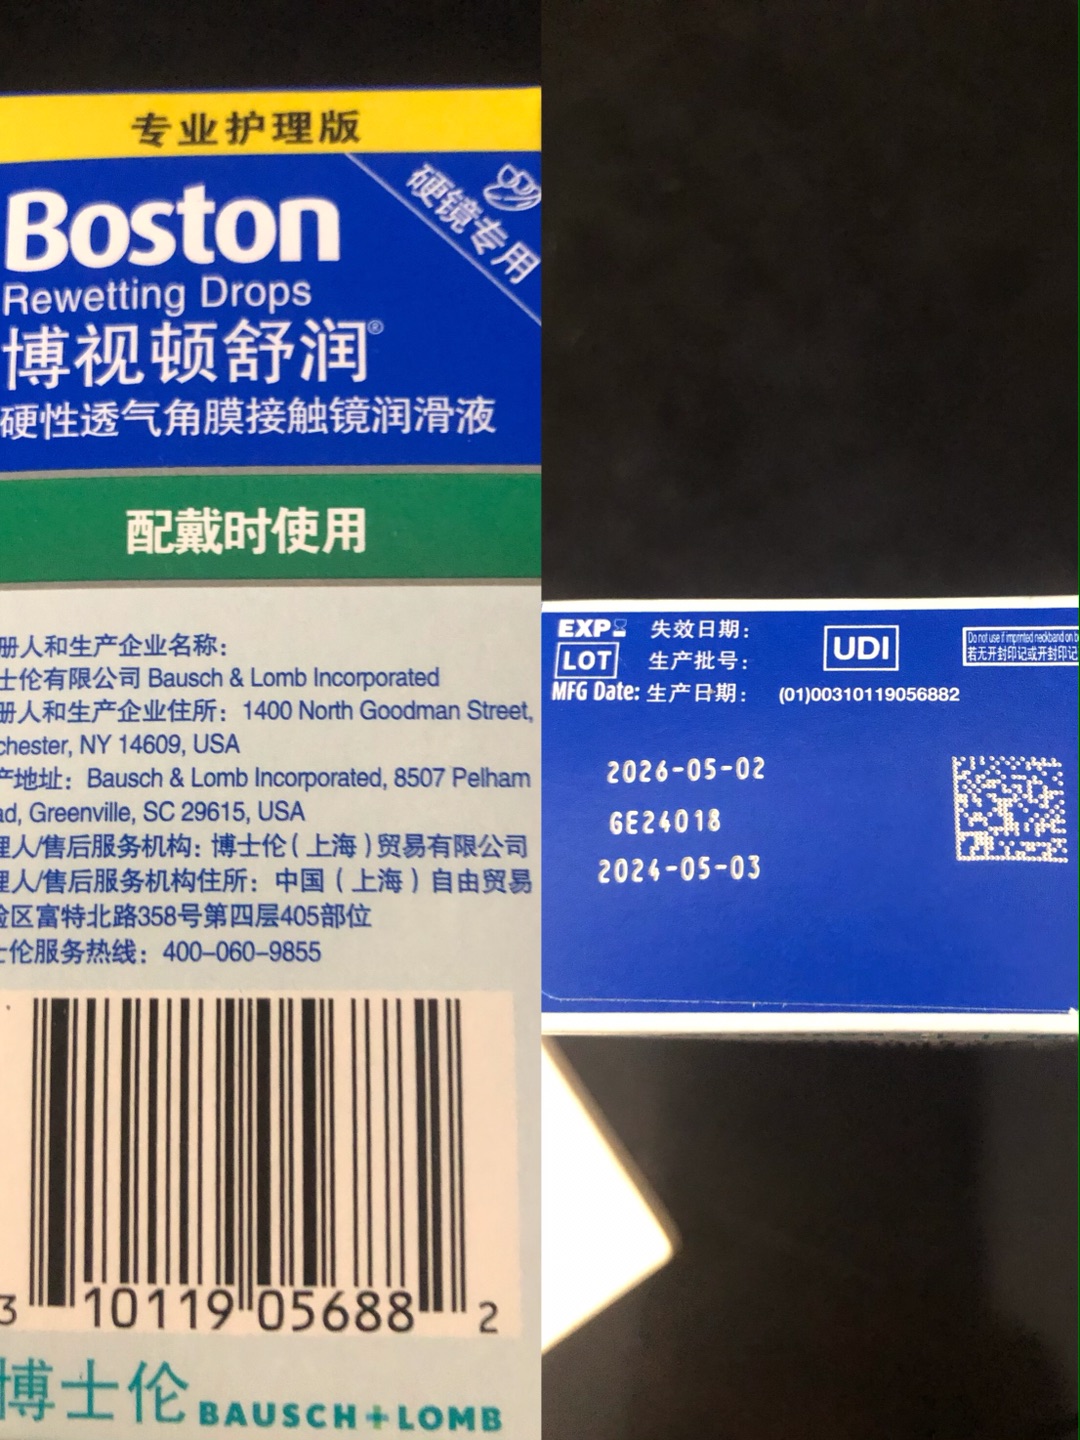 专业护理版
硬镜专用
Boston
Rewetting Drops
博视顿舒润®
硬性透气角膜接触镜润滑液
配戴时使用
册人和生产企业名称：
士伦有限公司 Bausch & Lomb Incorporated
册人和生产企业住所：1400 North Goodman Street,
chester, NY 14609, USA
产地址：Bausch & Lomb Incorporated, 8507 Pelham
ad, Greenville, SC 29615, USA
理人/售后服务机构：博士伦（上海）贸易有限公司
理人/售后服务机构住所：中国（上海）自由贸易
验区富特北路358号第四层405部位
士伦服务热线：400-060-9855
3 10119 05688 2
博士伦 BAUSCH+LOMB
EXP 失效日期：
LOT 生产批号：
MFG Date: 生产日期：
UDI
(01)00310119056882
Do not use if imprinted neckband on b
若无开封印记或开封印记
2026-05-02
GE24018
2024-05-03